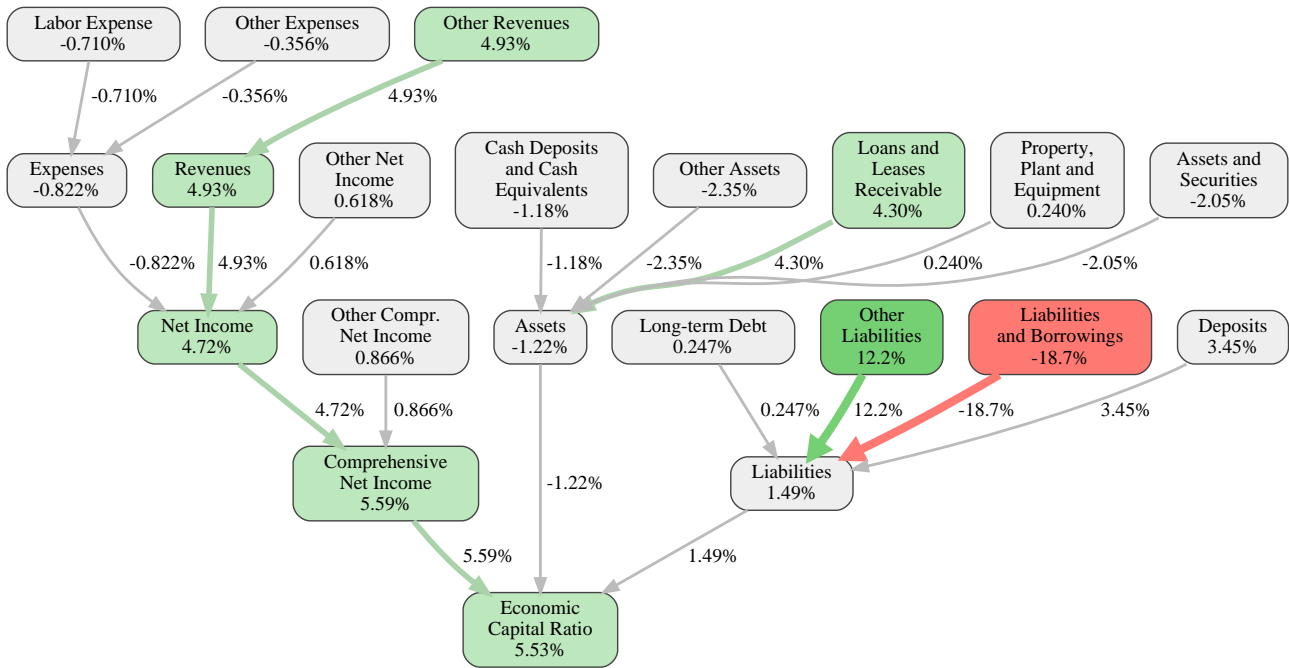 Labor Expense
-0.710%
Other Expenses
-0.356%
Other Revenues
4.93%
-0.710%
-0.356%
4.93%
Expenses
-0.822%
Revenues
4.93%
Other Net
Income
0.618%
Cash Deposits
and Cash
Equivalents
-1.18%
Other Assets
-2.35%
Loans and
Leases
Receivable
4.30%
Property,
Plant and
Equipment
0.240%
Assets and
Securities
-2.05%
-0.822%
4.93%
0.618%
-1.18%
-2.35%
4.30%
0.240%
-2.05%
Net Income
4.72%
Other Compr.
Net Income
0.866%
Assets
-1.22%
Long-term Debt
0.247%
Other
Liabilities
12.2%
Liabilities
and Borrowings
-18.7%
Deposits
3.45%
4.72%
0.866%
0.247%
12.2%
-18.7%
3.45%
Comprehensive
Net Income
5.59%
-1.22%
Liabilities
1.49%
5.59%
1.49%
Economic
Capital Ratio
5.53%